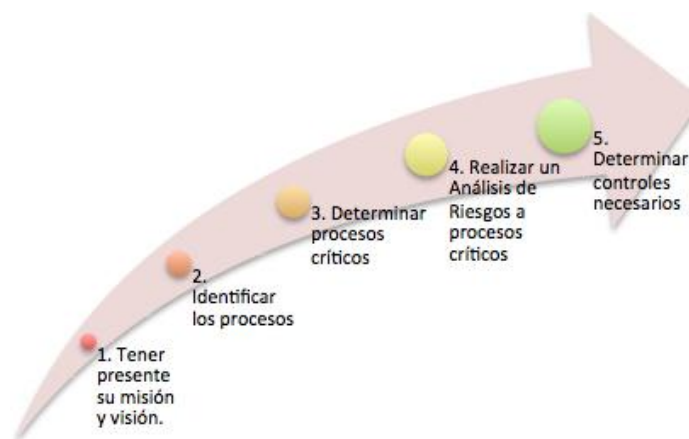 1. Tener
presente
su misión
y visión.
2.
Identificar
los procesos
3. Determinar
procesos
críticos
4. Realizar un
Análisis de
Riesgos a
procesos
críticos
5.
Determinar
controles
necesarios